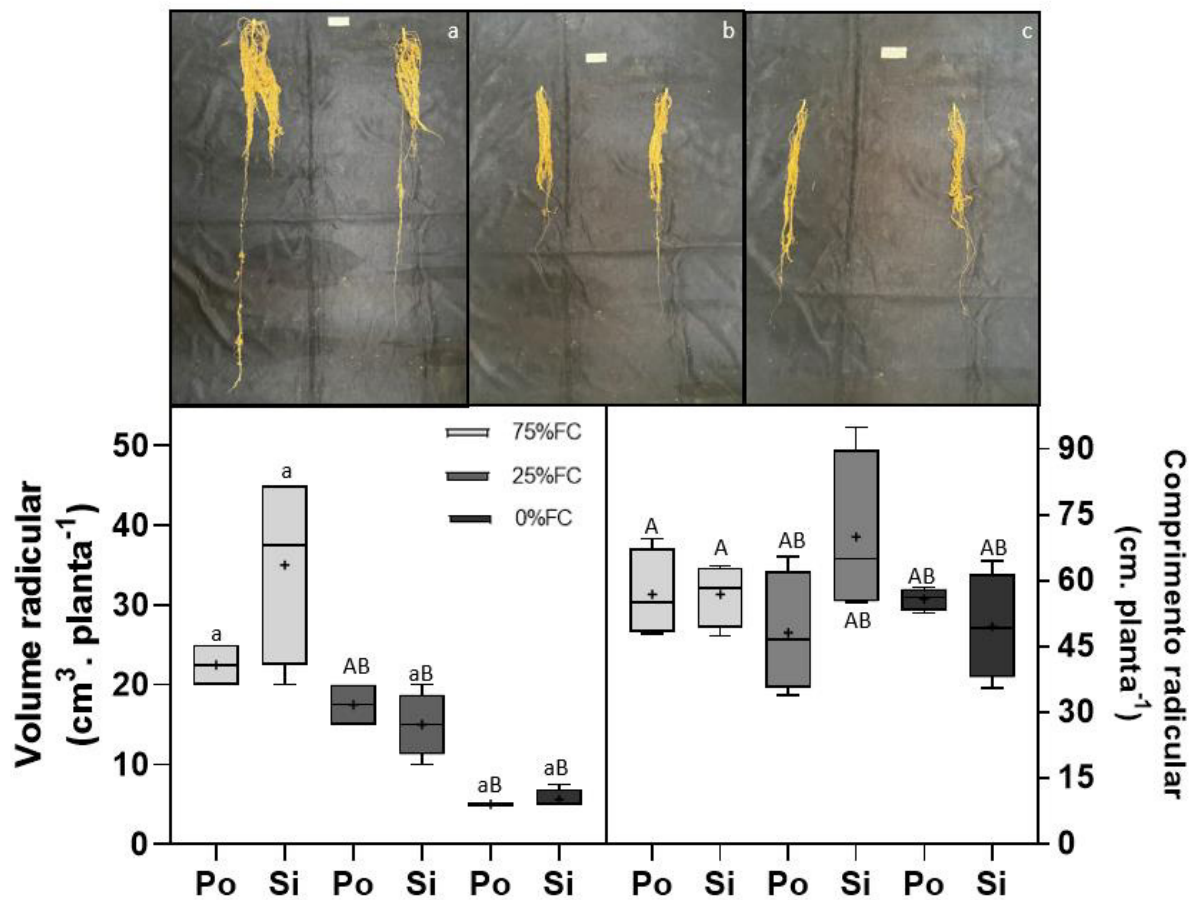 a
b
c
Volume radicular
(cm³ . planta⁻¹)
50
40
30
20
10
0
75%FC
25%FC
0%FC
a
a
AB
aB
aB
aB
Po Si Po Si Po Si
A
A
AB
AB
AB
AB
Po Si Po Si Po Si
90
75
60
45
30
15
0
Comprimento radicular
(cm. planta⁻¹)